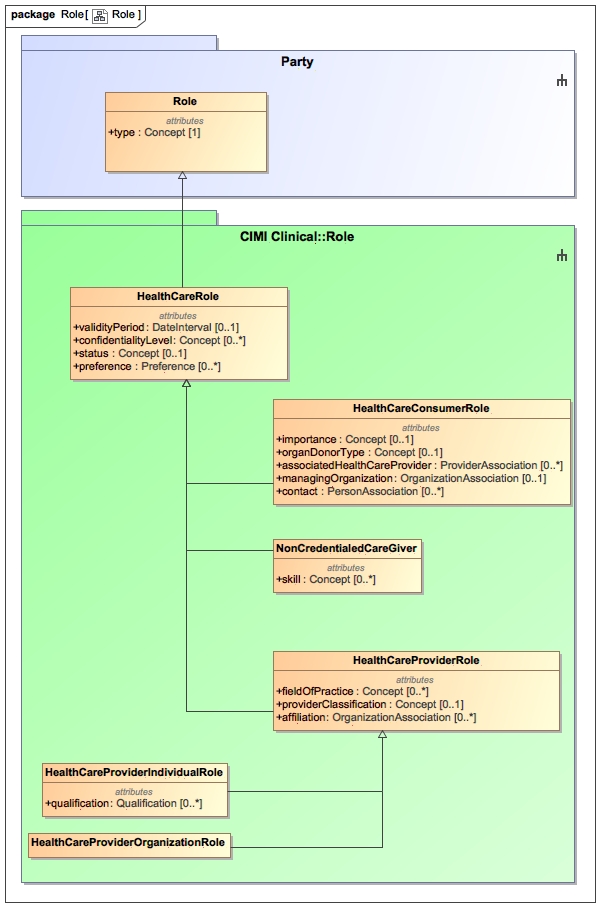 package Role[ Role ]
Party
Role
attributes
+type : Concept [1]
CIMI Clinical::Role
HealthCareRole
attributes
+validityPeriod : DateInterval [0..1]
+confidentialityLevel : Concept [0..*]
+status : Concept [0..1]
+preference : Preference [0..*]
HealthCareConsumerRole
attributes
+importance : Concept [0..1]
+organDonorType : Concept [0..1]
+associatedHealthCareProvider : ProviderAssociation [0..*]
+managingOrganization : OrganizationAssociation [0..1]
+contact : PersonAssociation [0..*]
NonCredentialedCareGiver
attributes
+skill : Concept [0..*]
HealthCareProviderRole
attributes
+fieldOfPractice : Concept [0..*]
+providerClassification : Concept [0..1]
+affiliation : OrganizationAssociation [0..*]
HealthCareProviderIndividualRole
attributes
+qualification : Qualification [0..*]
HealthCareProviderOrganizationRole